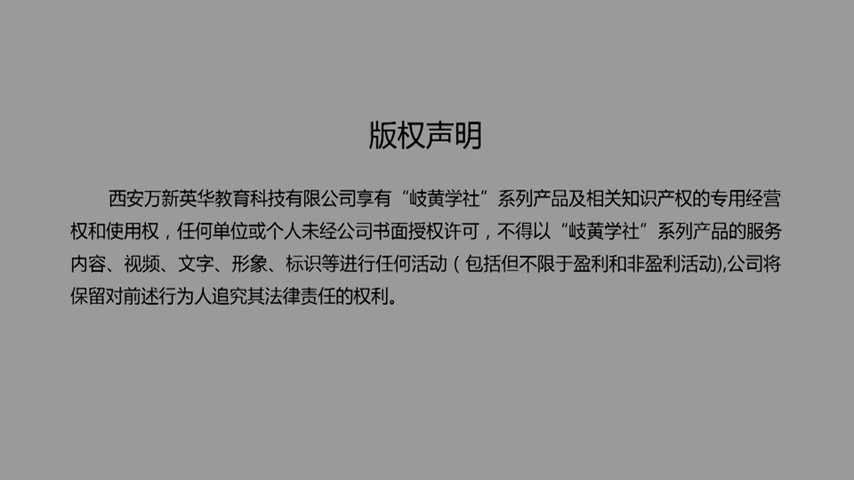 版权声明
西安万新英华教育科技有限公司享有“岐黄学社”系列产品及相关知识产权的专用经营
权和使用权，任何单位或个人未经公司书面授权许可，不得以“岐黄学社”系列产品的服务
内容、视频、文字、形象、标识等进行任何活动（包括但不限于盈利和非盈利活动),公司将
保留对前述行为人追究其法律责任的权利。